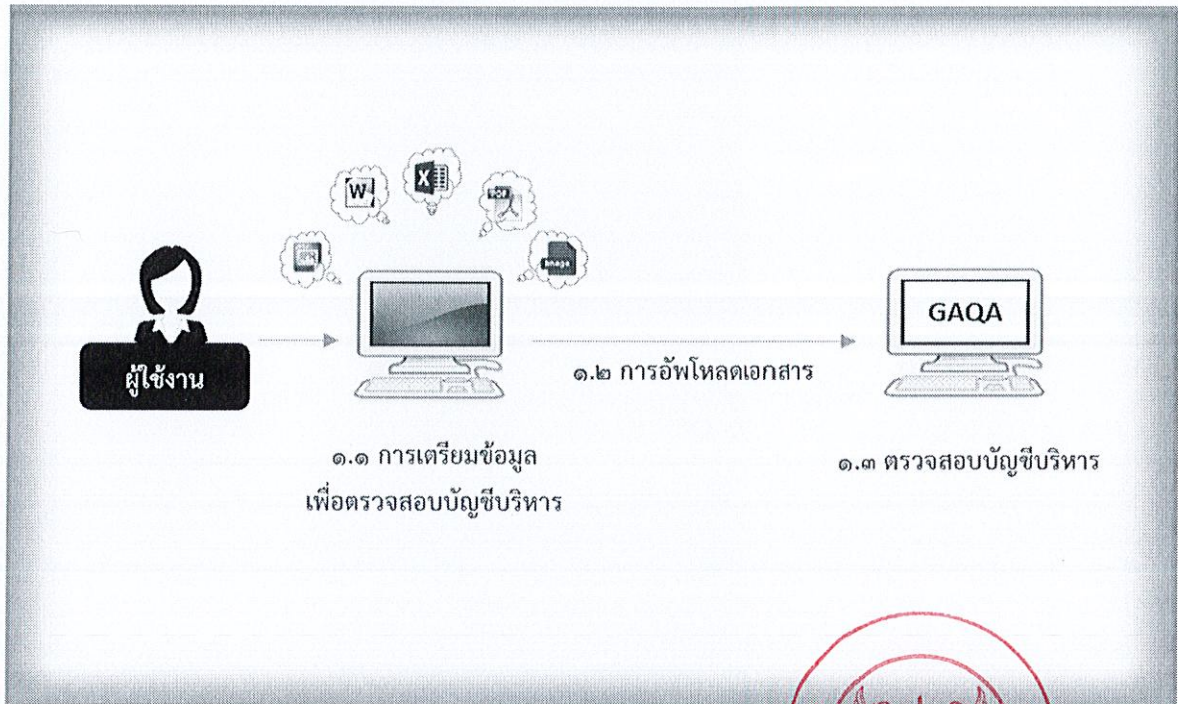 W
X
PDF
image
GAQA
ผู้ใช้งาน
๑.๒ การอัพโหลดเอกสาร
๑.๑ การเตรียมข้อมูล
เพื่อตรวจสอบบัญชีบริหาร
๑.๓ ตรวจสอบบัญชีบริหาร